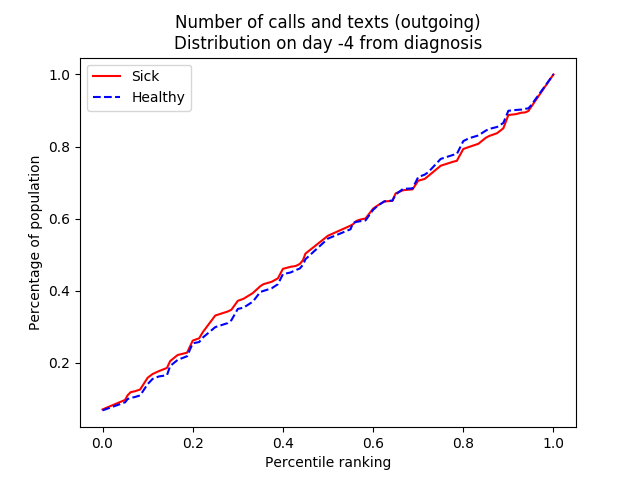 Number of calls and texts (outgoing)
Distribution on day -4 from diagnosis
Sick
Healthy
Percentage of population
1.0
0.8
0.6
0.4
0.2
0.0 0.2 0.4 0.6 0.8 1.0
Percentile ranking